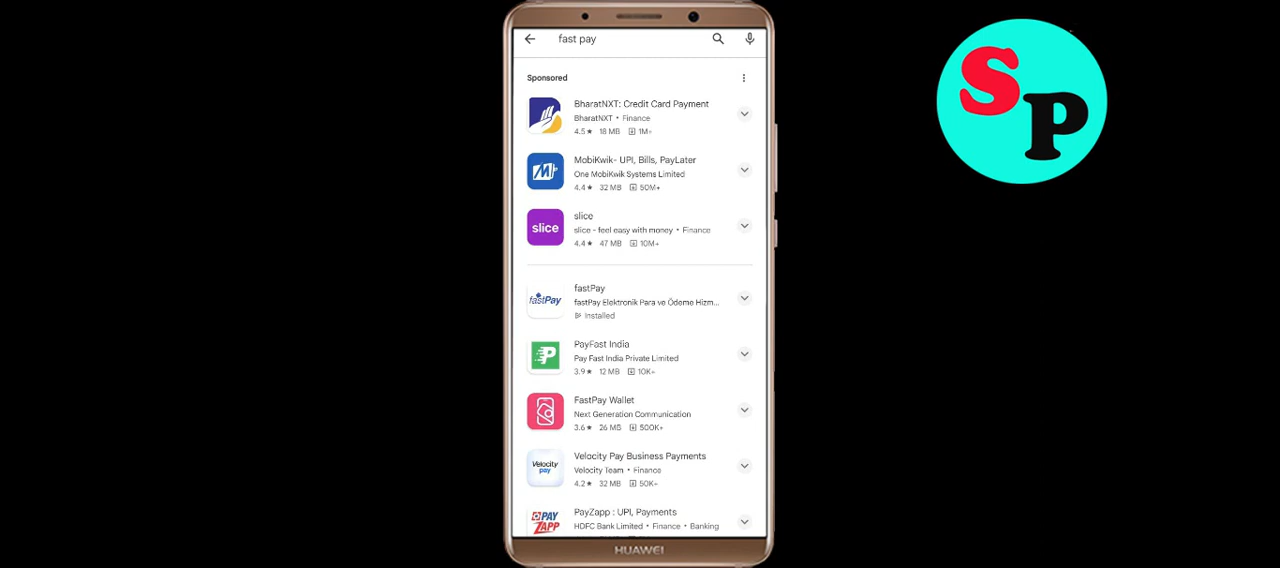 fast pay
Sponsored
BharatNXT: Credit Card Payment
BharatNXT • Finance
4.5★ 18 MB 1M+
MobiKwik- UPI, Bills, PayLater
One MobiKwik Systems Limited
4.4★ 32 MB 50M+
slice
slice
slice - feel easy with money • Finance
4.4★ 47 MB 10M+
fastPay
fastPay
fastPay Elektronik Para ve Ödeme Hizm...
Installed
PayFast India
Pay Fast India Private Limited
3.9★ 12 MB 10K+
FastPay Wallet
Next Generation Communication
3.6★ 26 MB 500K+
Velocity pay
Velocity Pay Business Payments
Velocity Team • Finance
4.2★ 32 MB 50K+
PAY ZAPP
PayZapp : UPI, Payments
HDFC Bank Limited • Finance • Banking
HUAWEI
SP